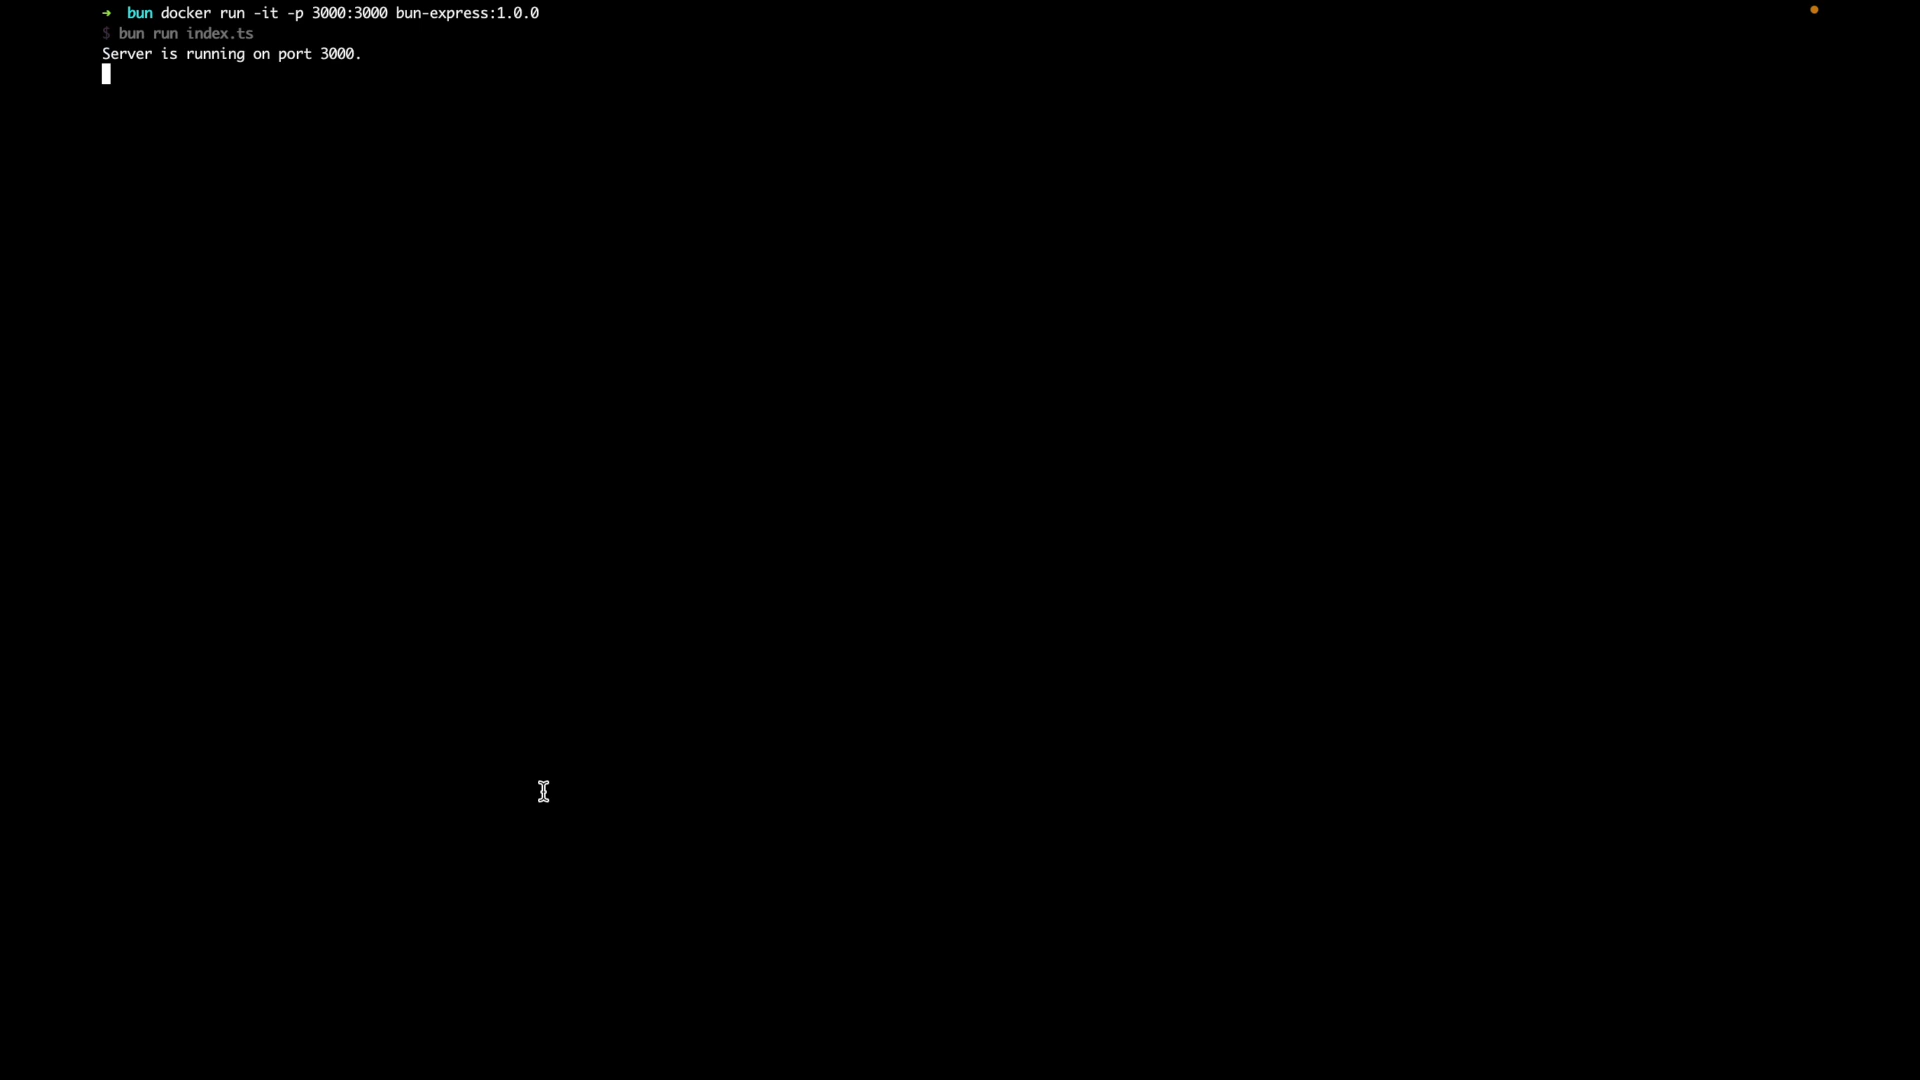 ➜ bun docker run -it -p 3000:3000 bun-express:1.0.0
$ bun run index.ts
Server is running on port 3000.